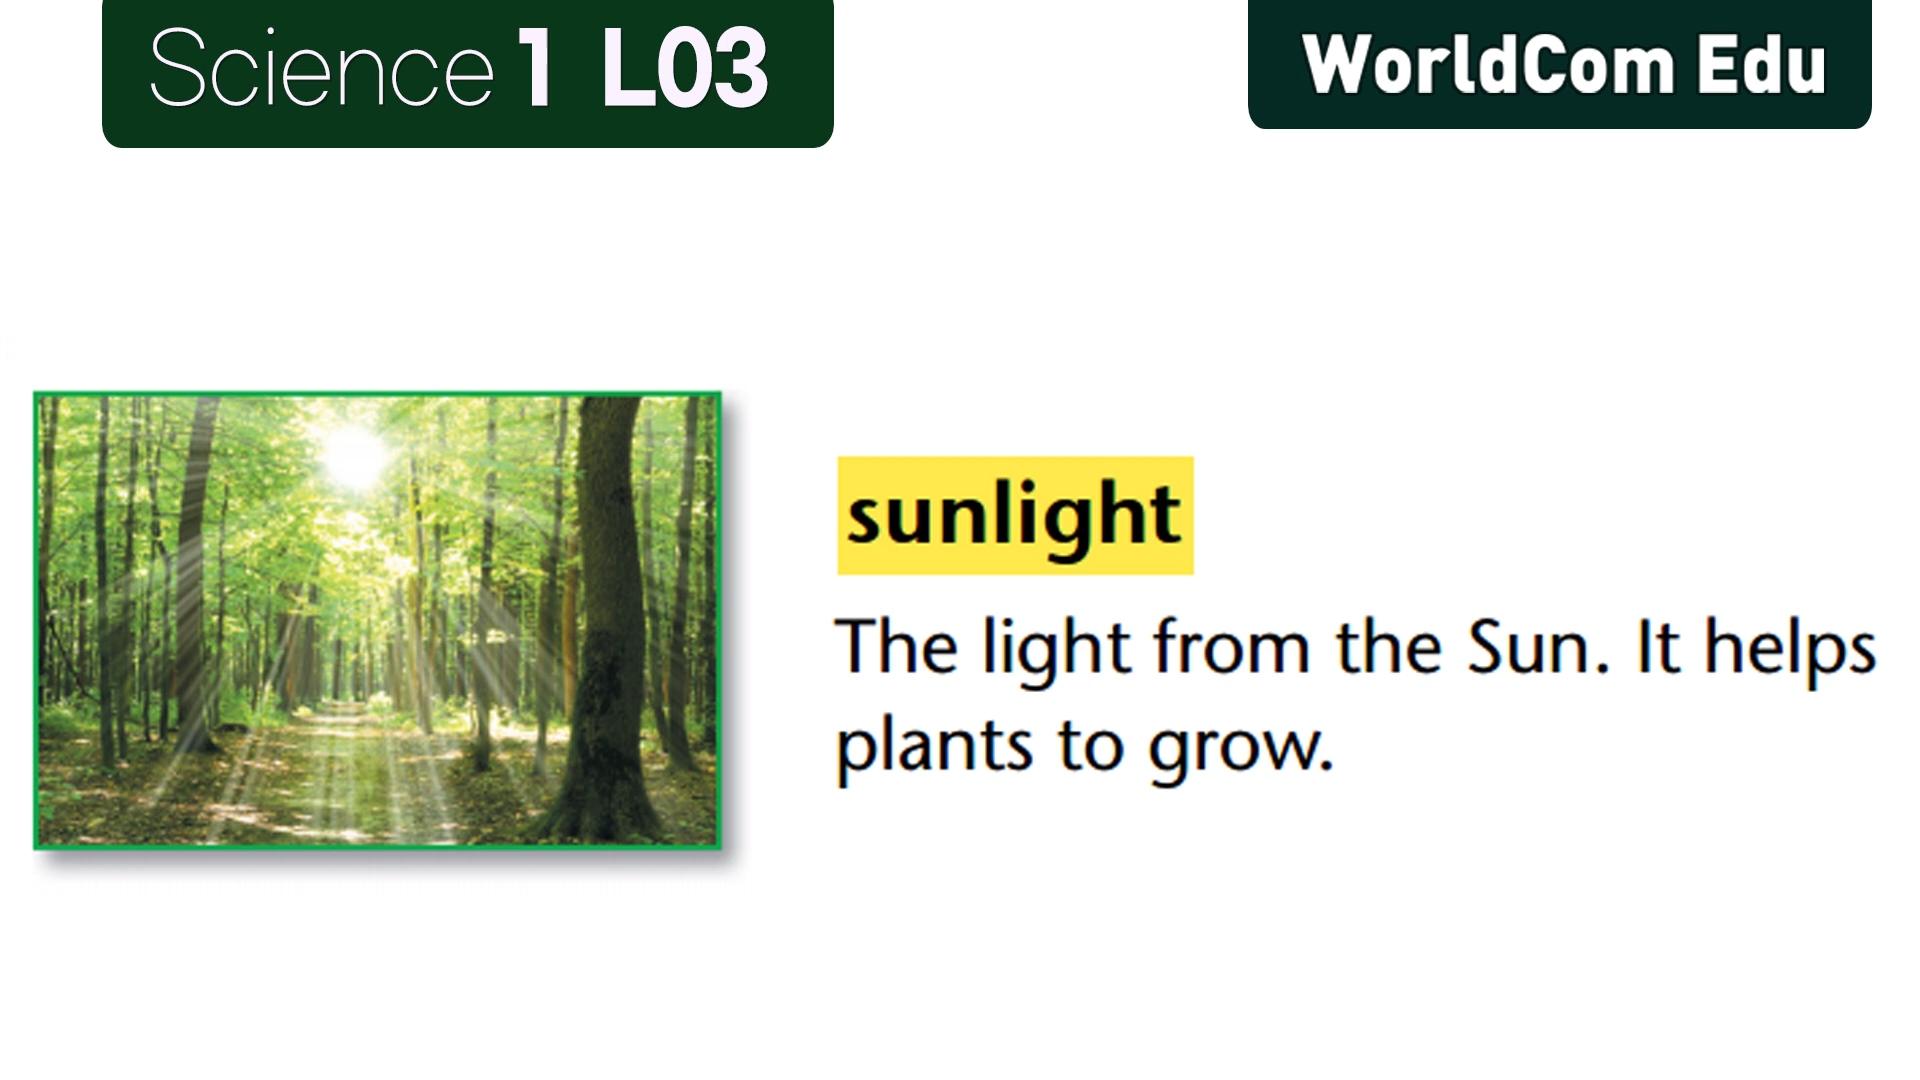 Science 1 L03
WorldCom Edu
sunlight
The light from the Sun. It helps
plants to grow.